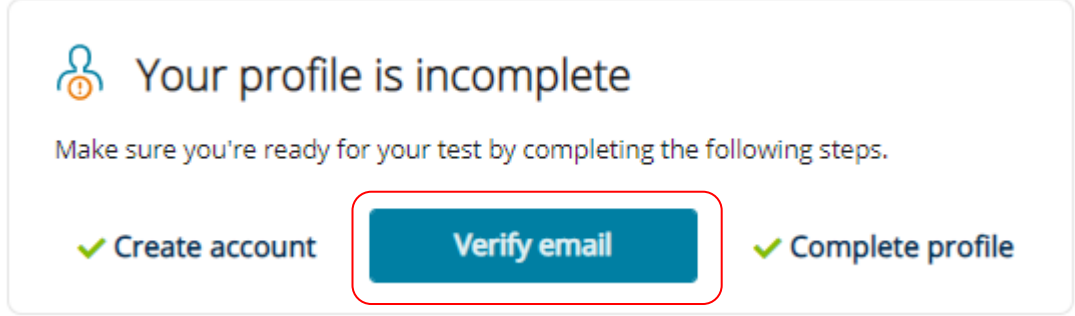 Your profile is incomplete
Make sure you're ready for your test by completing the following steps.
Create account Verify email Complete profile